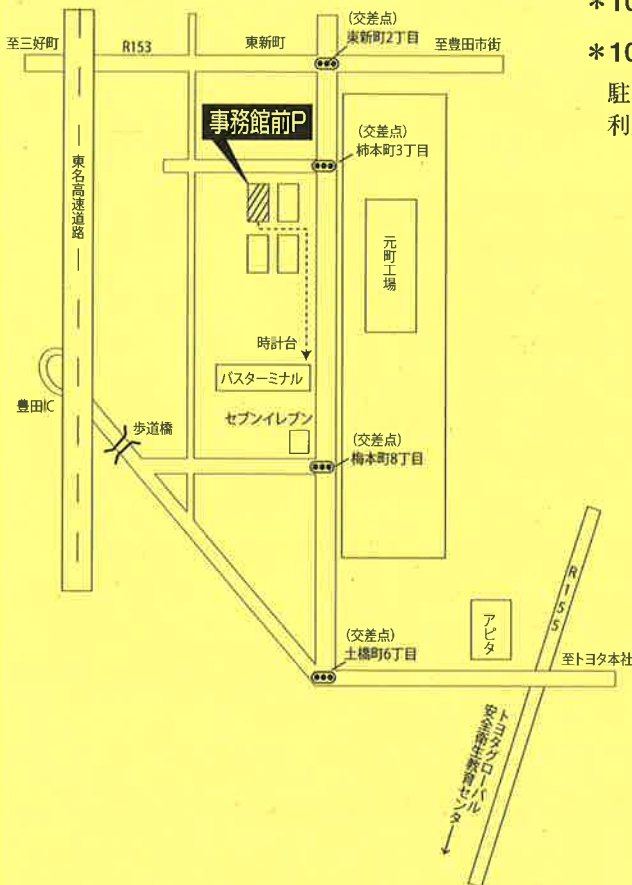 *10
*10
駐
利
(交差点)
東新町2丁目
至三好町
R153
東新町
至豊田市街
事務館前P
(交差点)
柿本町3丁目
東名高速道路
元町工場
時計台
バスターミナル
豊田IC
歩道橋
セブンイレブン
(交差点)
梅本町8丁目
R155
アピタ
(交差点)
土橋町6丁目
至トヨタ本社
トヨタグローバル
安全衛生教育センター